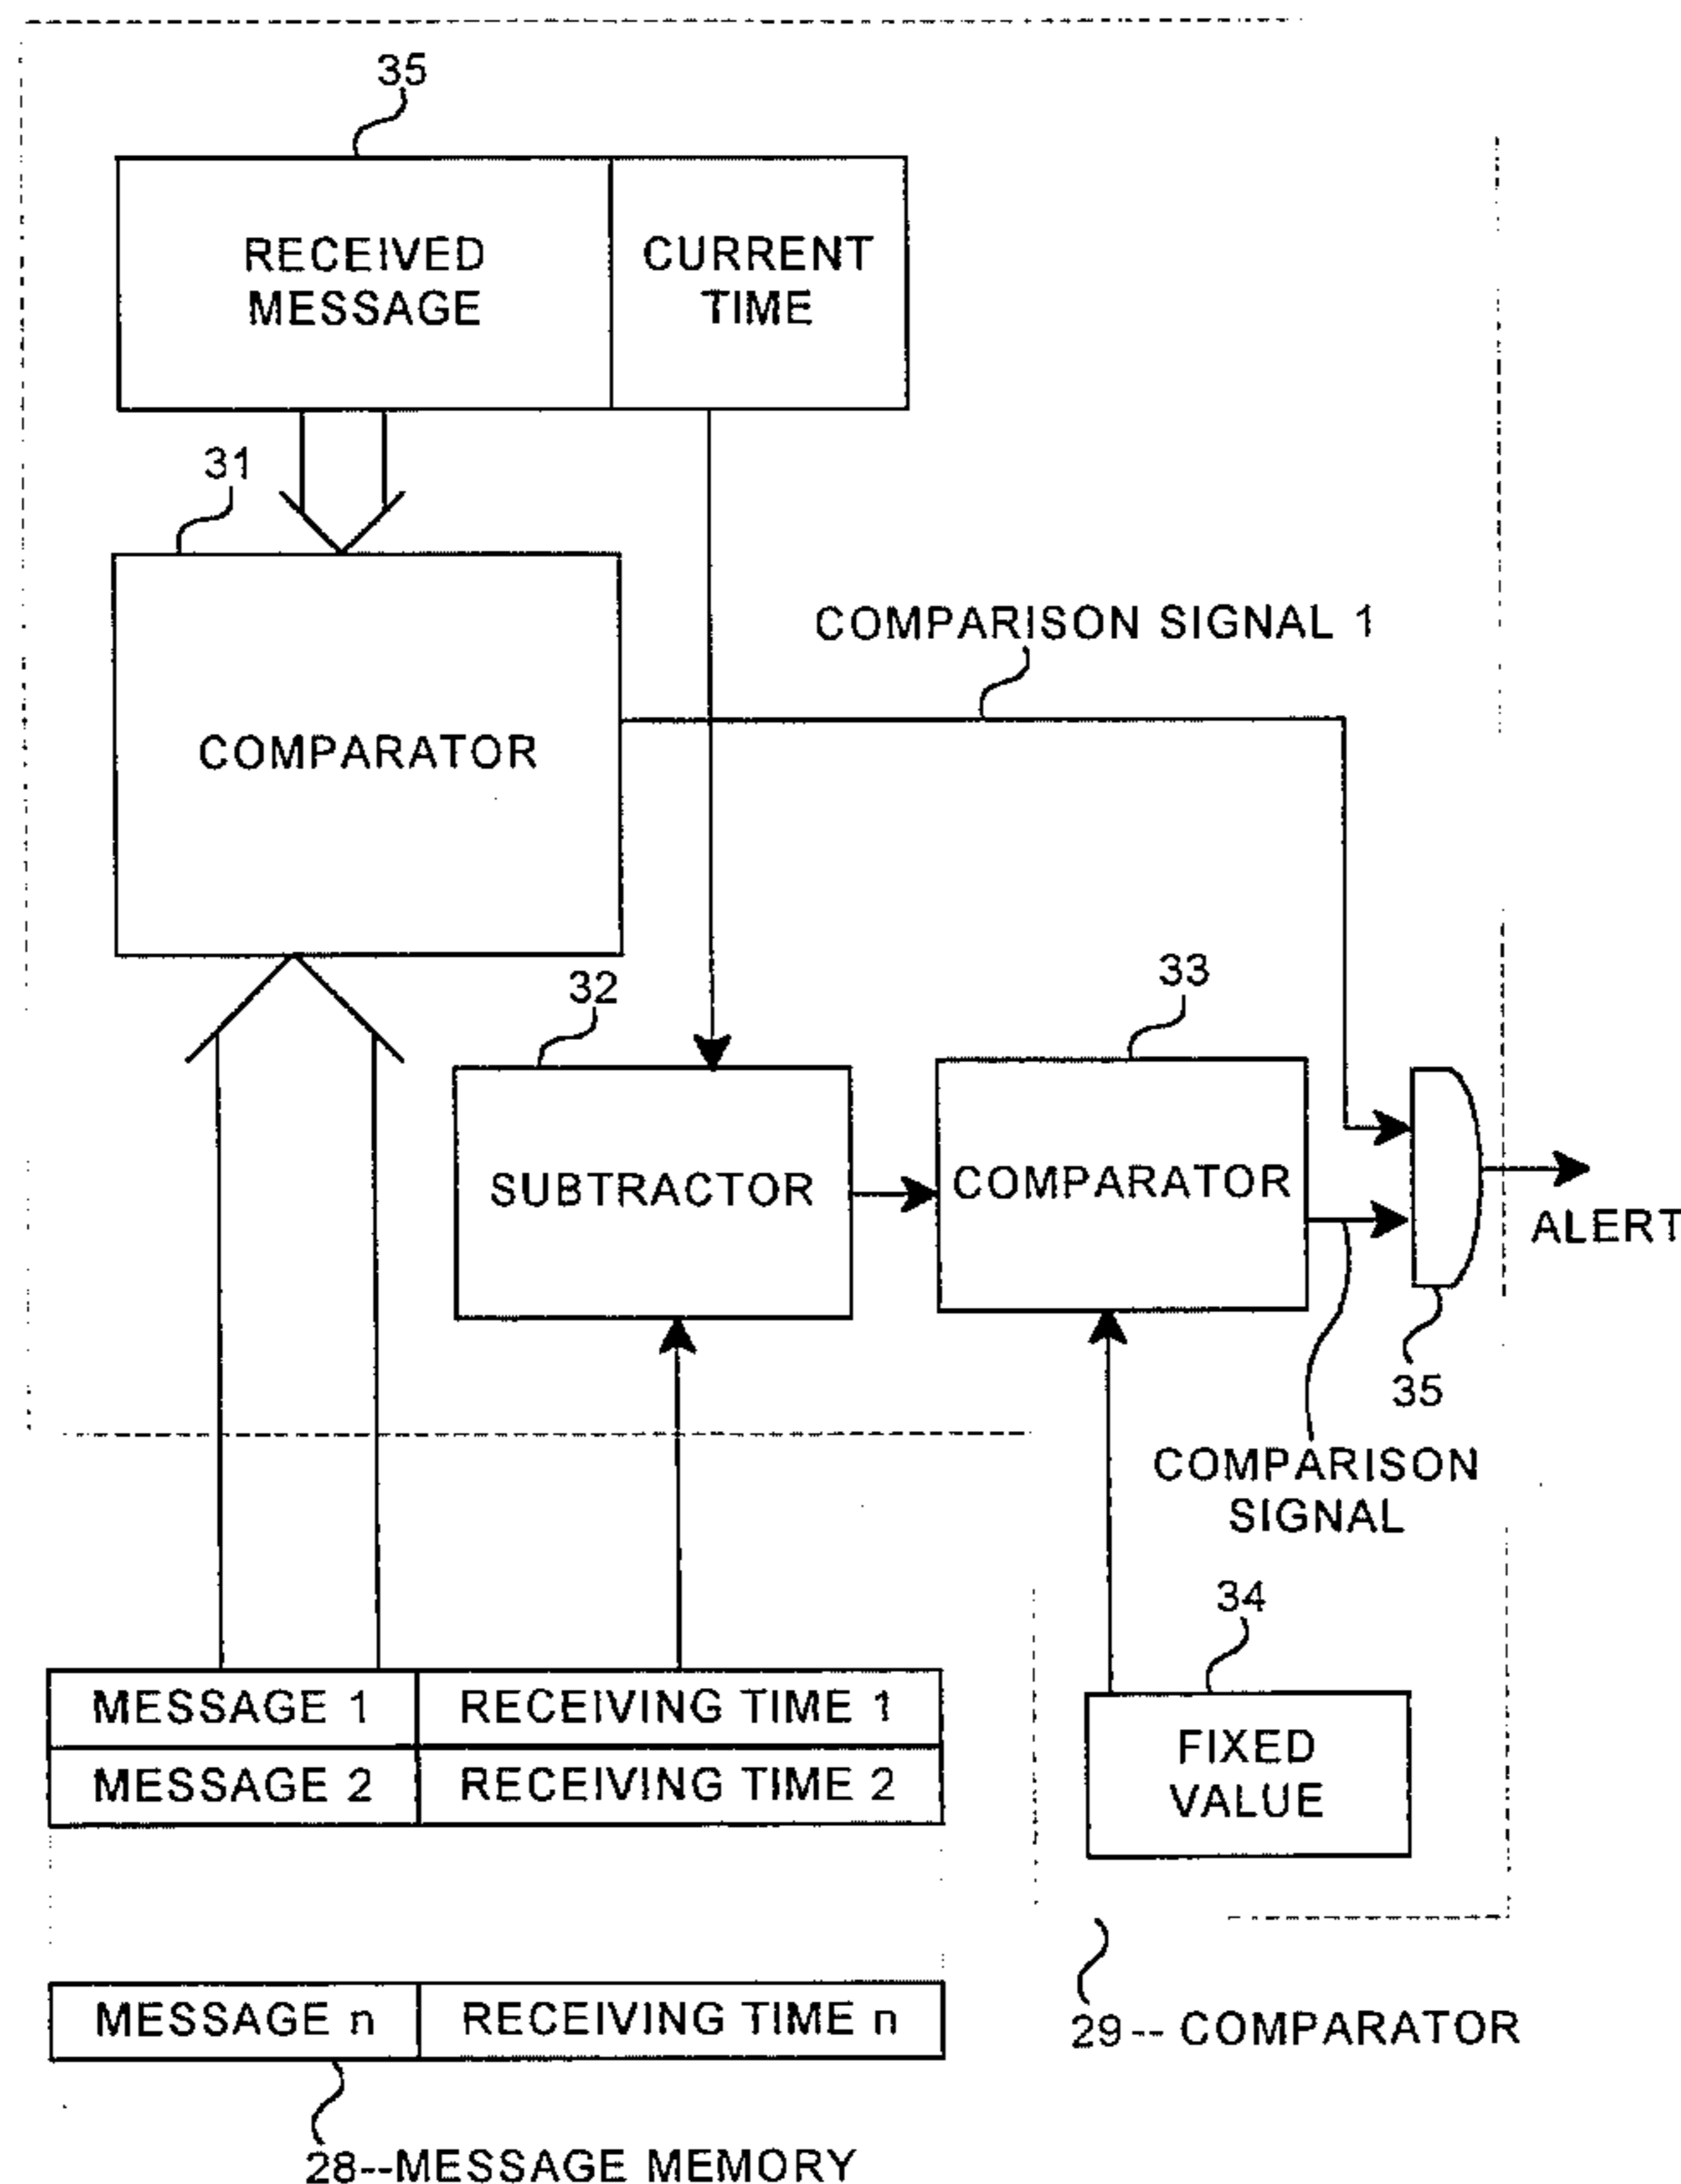 35
RECEIVED
MESSAGE
CURRENT
TIME
31
COMPARISON SIGNAL 1
COMPARATOR
32
33
SUBTRACTOR
COMPARATOR
ALERT
35
COMPARISON
SIGNAL
34
MESSAGE 1
RECEIVING TIME 1
MESSAGE 2
RECEIVING TIME 2
FIXED
VALUE
MESSAGE n
RECEIVING TIME n
29-- COMPARATOR
28--MESSAGE MEMORY